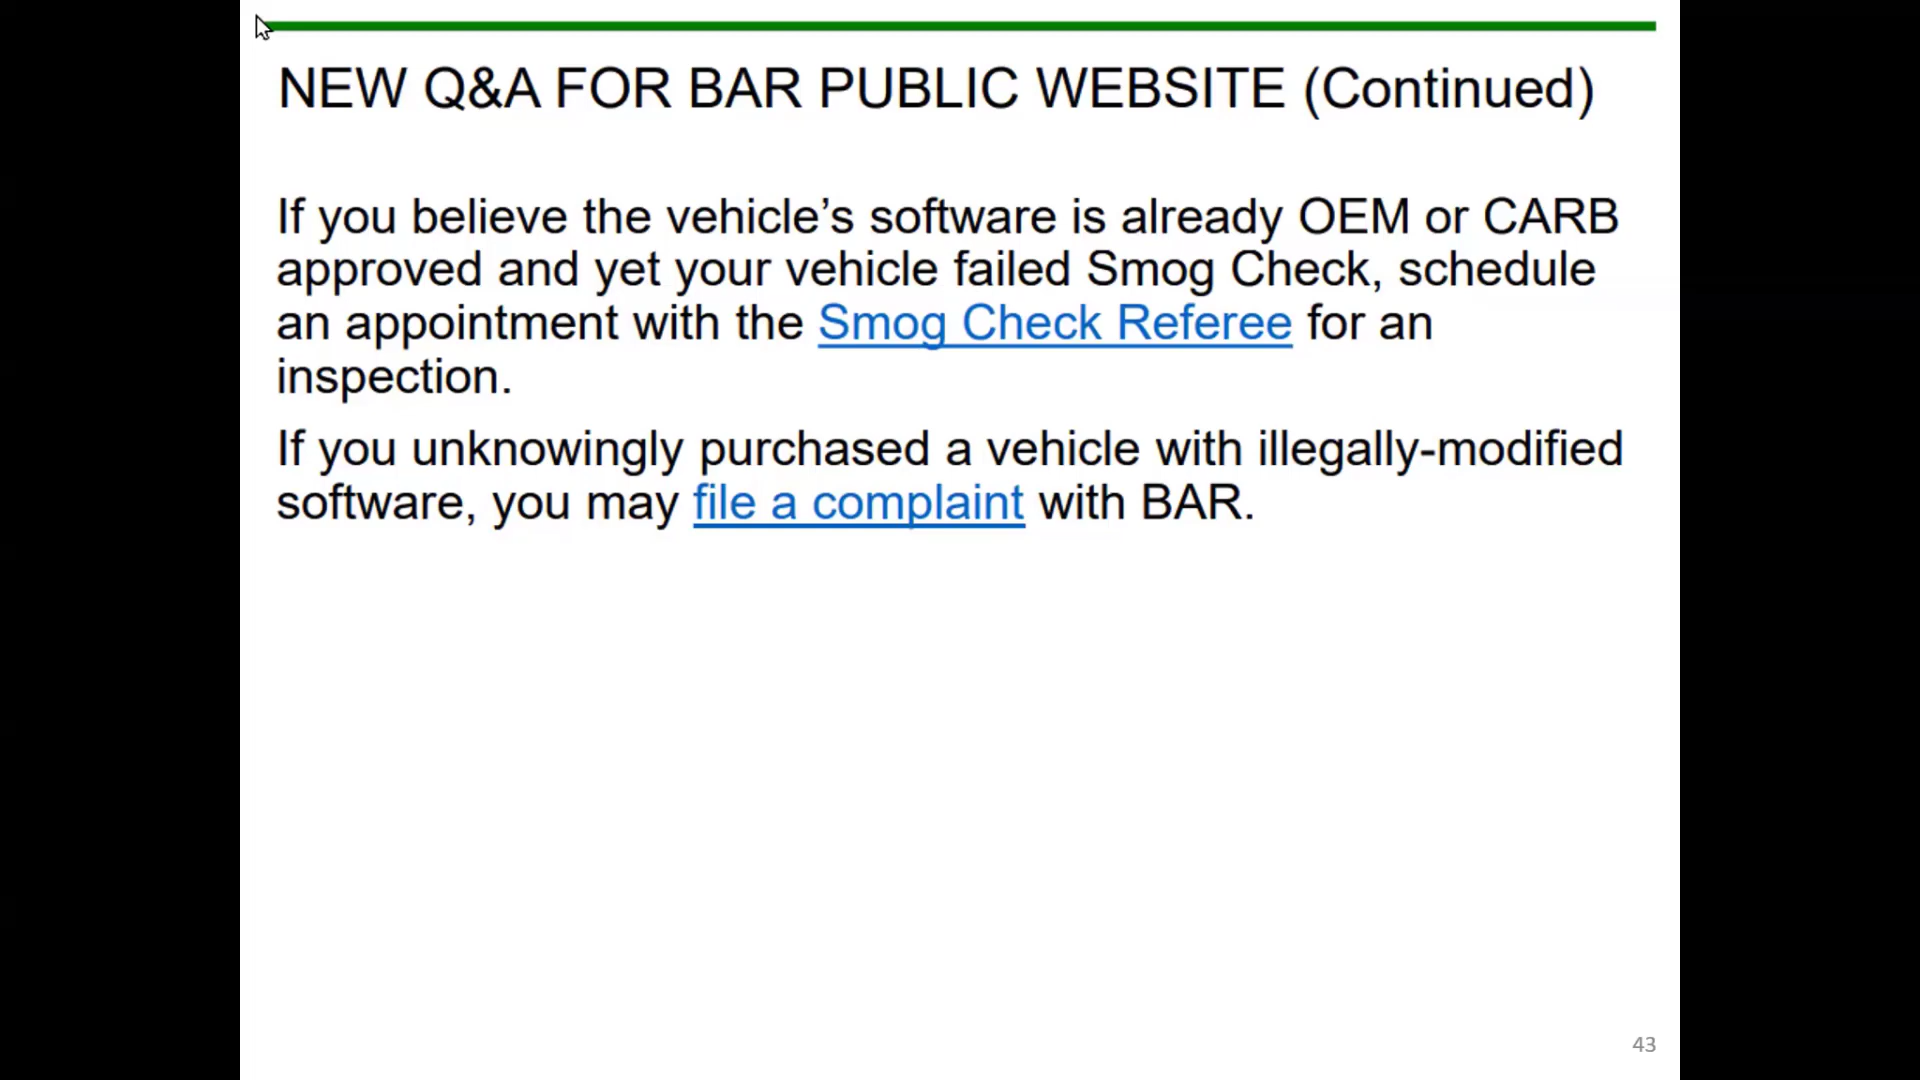 NEW Q&A FOR BAR PUBLIC WEBSITE (Continued)
If you believe the vehicle’s software is already OEM or CARB
approved and yet your vehicle failed Smog Check, schedule
an appointment with the Smog Check Referee for an
inspection.
If you unknowingly purchased a vehicle with illegally-modified
software, you may file a complaint with BAR.
43